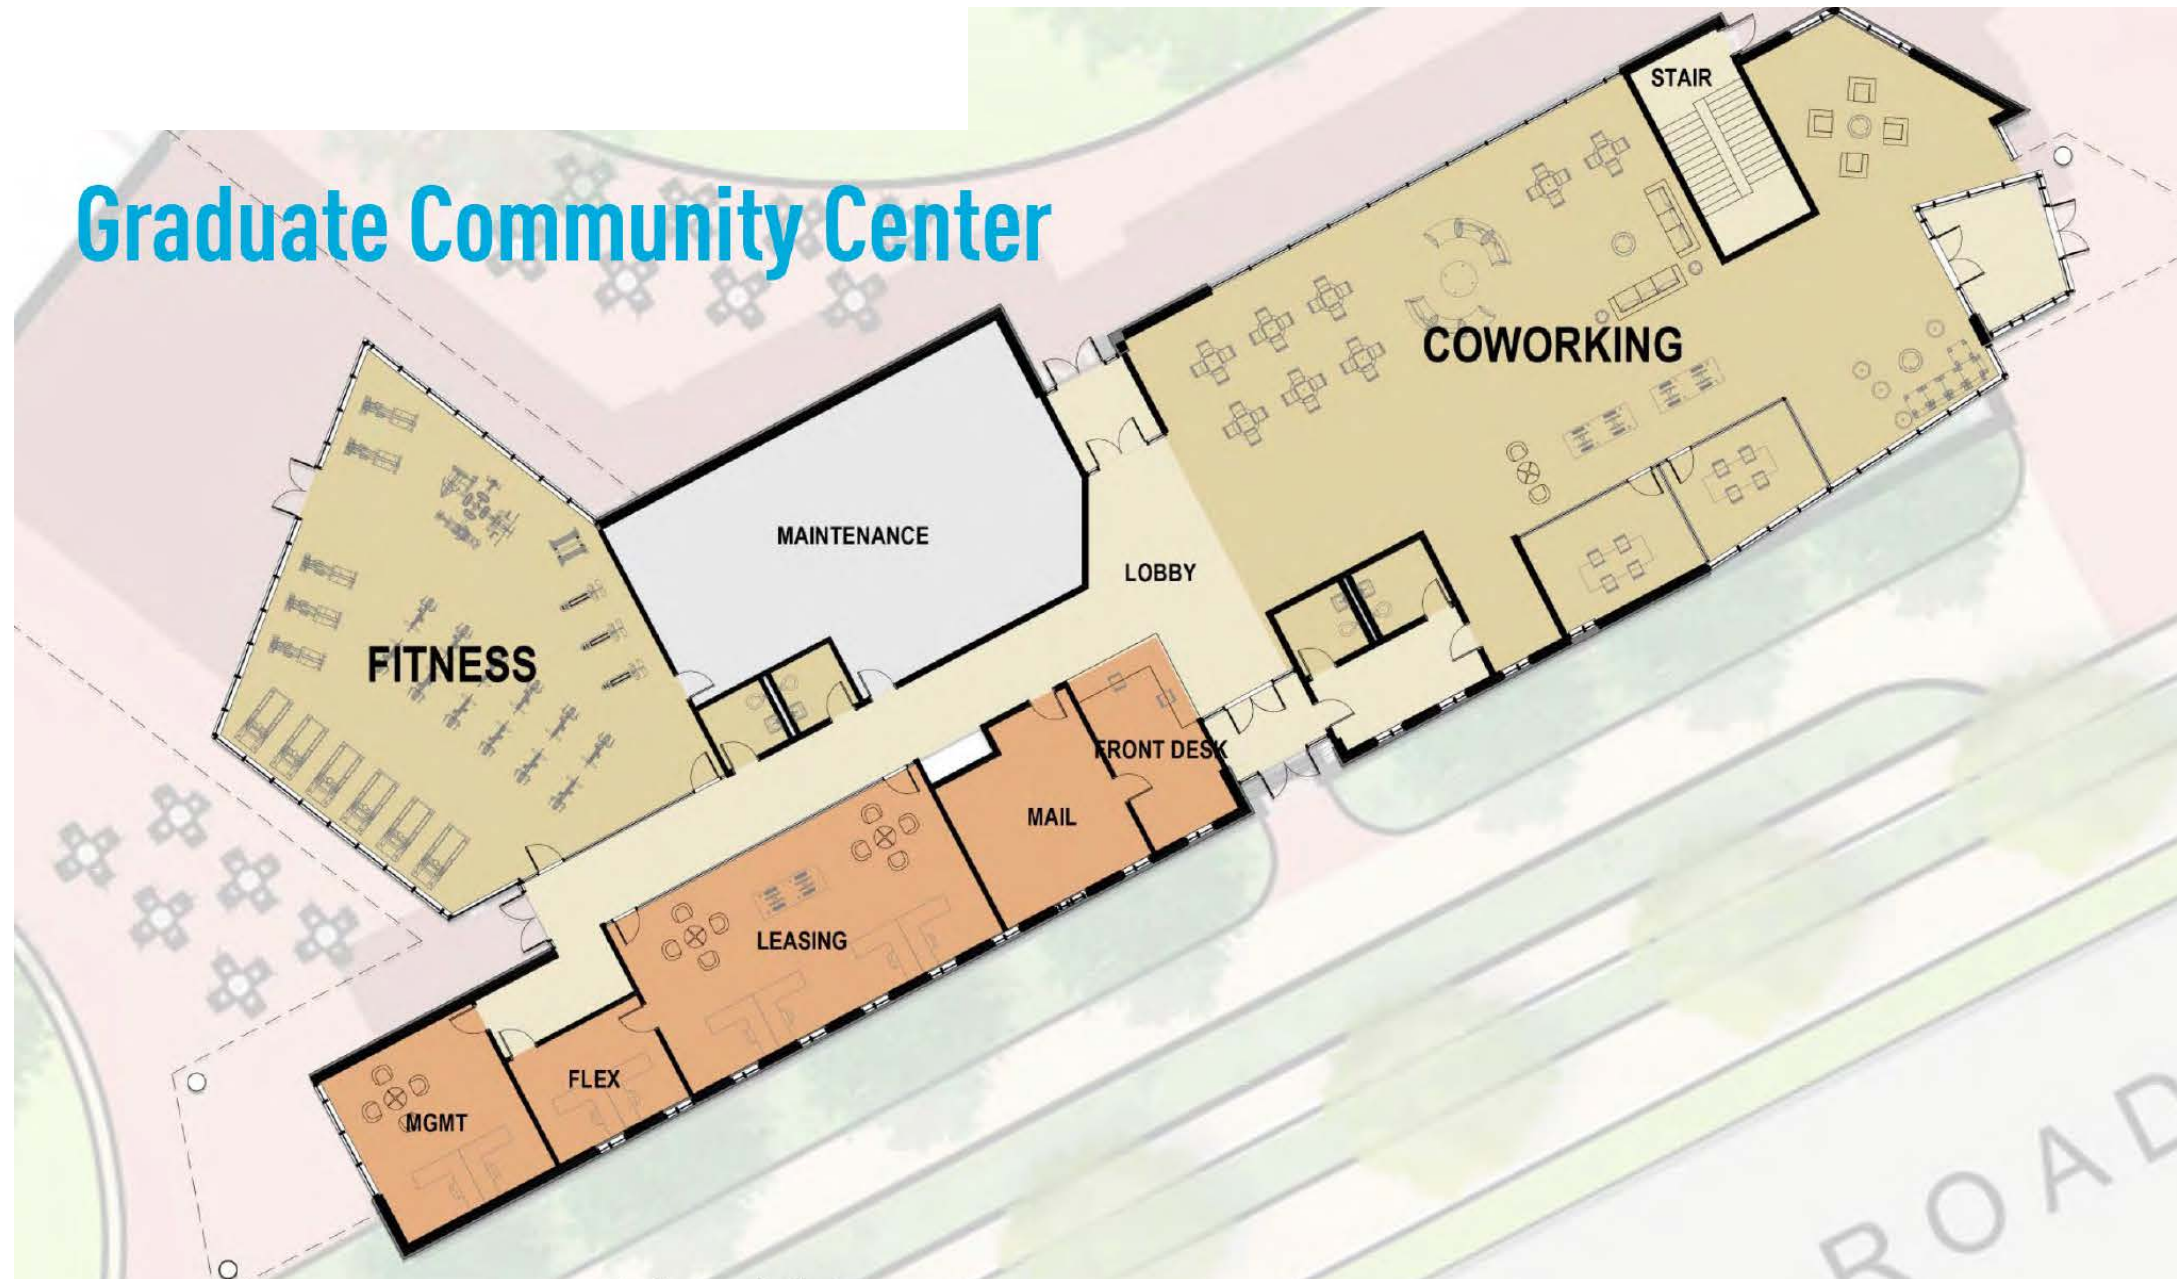 Graduate Community Center
STAIR
COWORKING
MAINTENANCE
LOBBY
FITNESS
FRONT DESK
MAIL
LEASING
FLEX
MGMT
ROAD